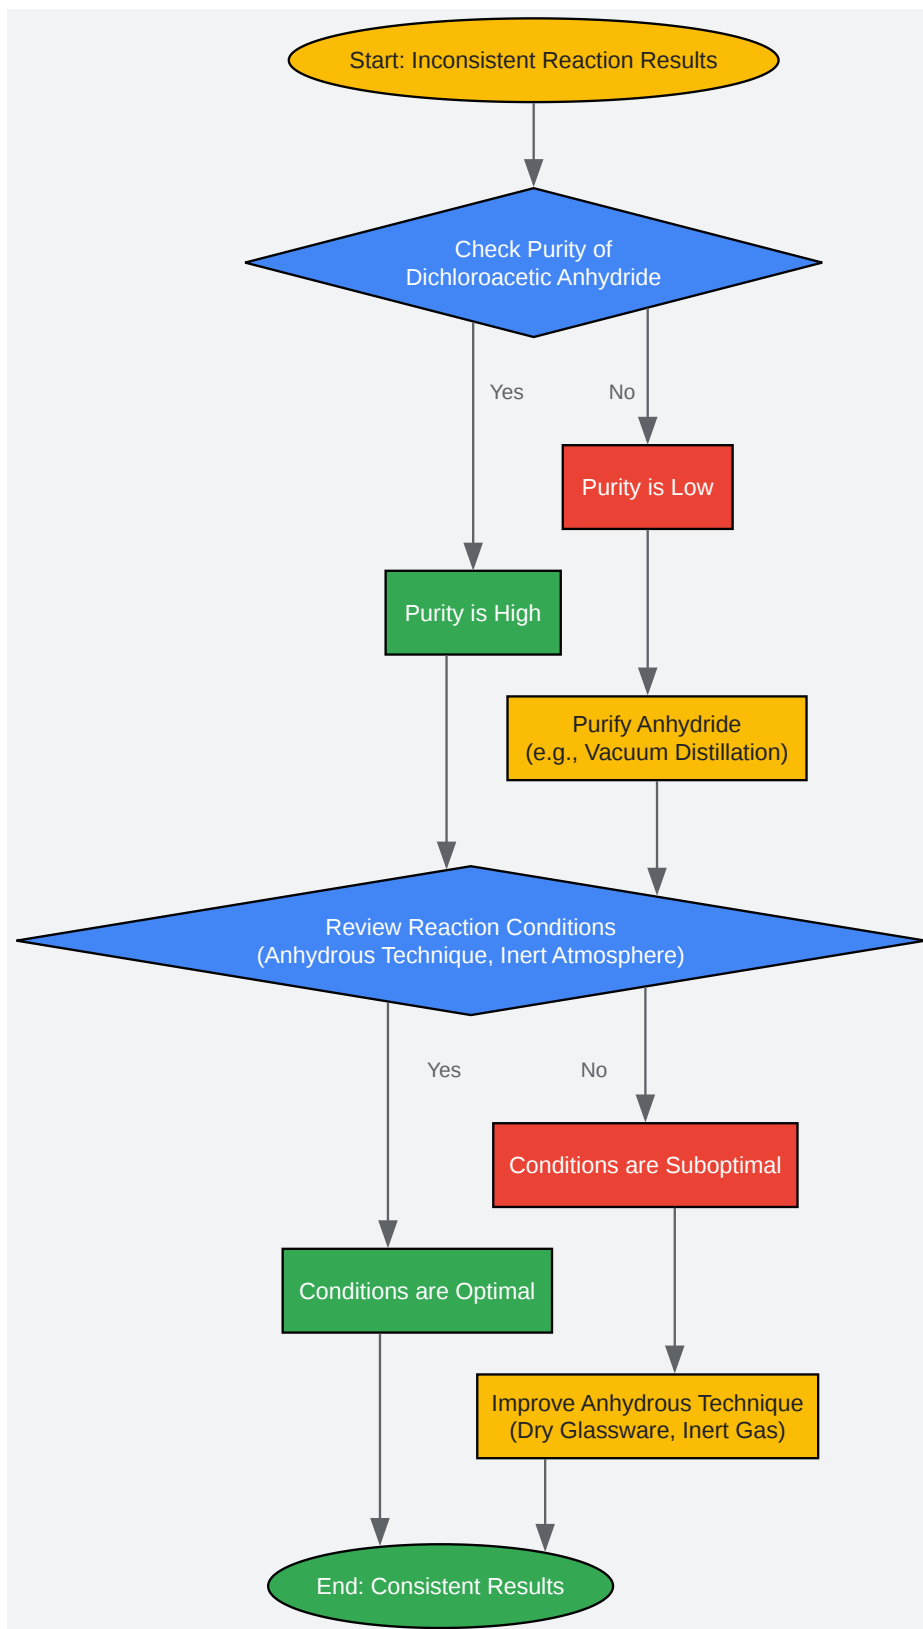 Start: Inconsistent Reaction Results
Check Purity of
Dichloroacetic Anhydride
Yes
No
Purity is Low
Purity is High
Purify Anhydride
(e.g., Vacuum Distillation)
Review Reaction Conditions
(Anhydrous Technique, Inert Atmosphere)
Yes
No
Conditions are Suboptimal
Conditions are Optimal
Improve Anhydrous Technique
(Dry Glassware, Inert Gas)
End: Consistent Results